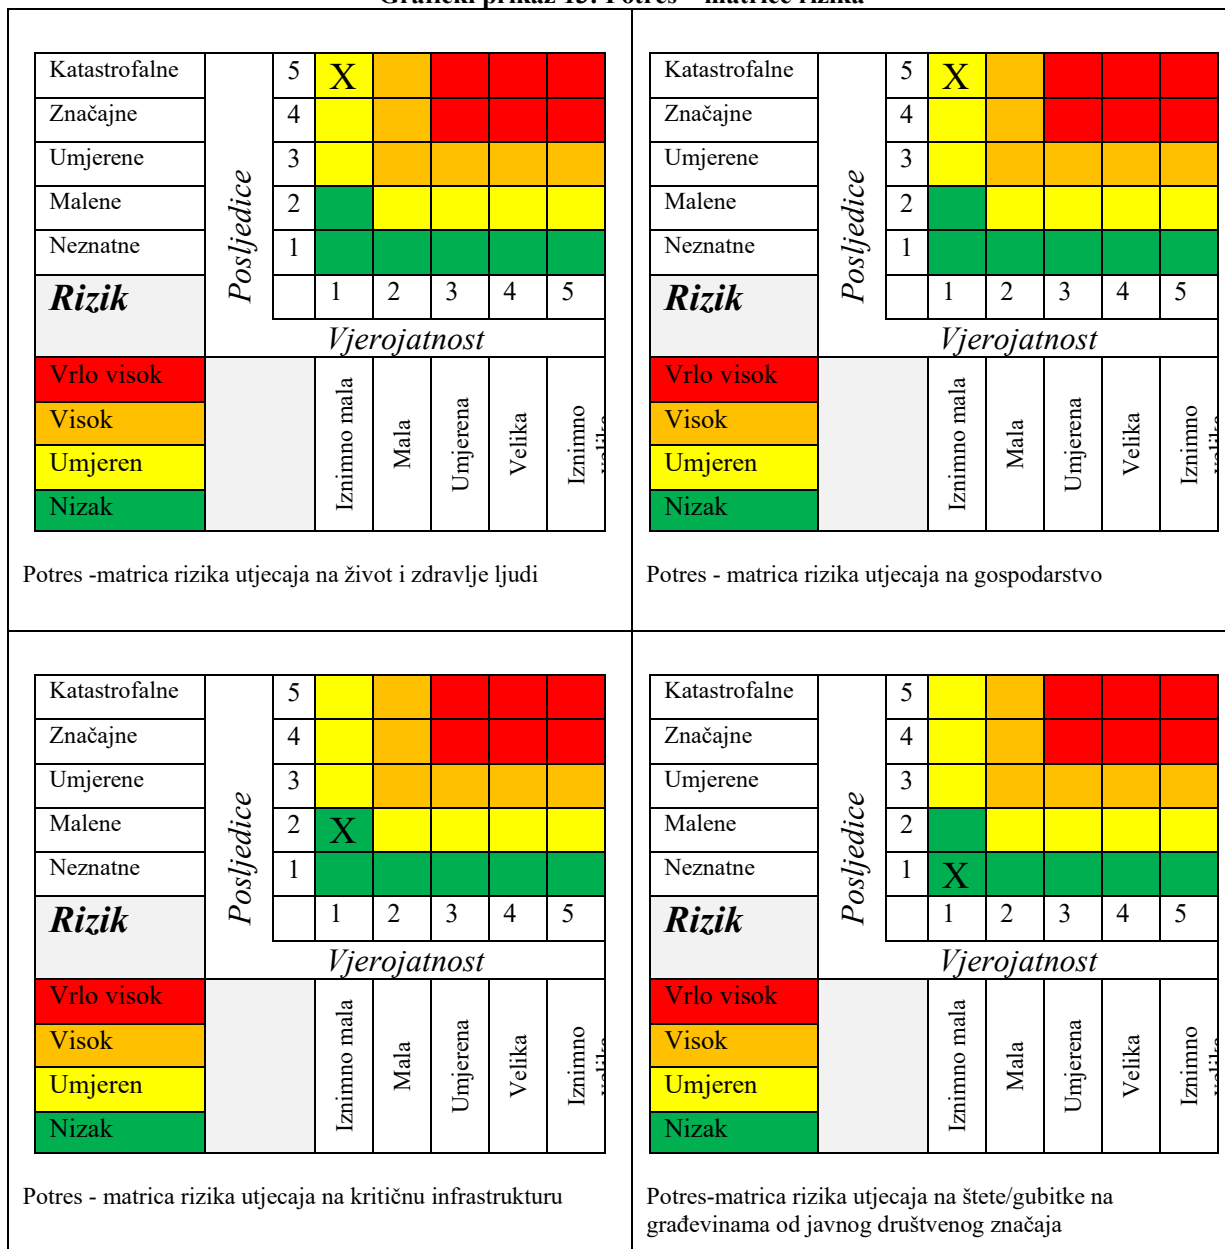 Grafički prikaz 13: Potres – matrice rizika
Katastrofalne 5 X
Značajne 4
Umjerene 3
Malene 2
Neznatne 1
Posljedice
Rizik 1 2 3 4 5
Vjerojatnost
Vrlo visok
Visok
Umjeren
Nizak
Iznimno mala
Mala
Umjerena
Velika
Iznimno
Potres -matrica rizika utjecaja na život i zdravlje ljudi
Katastrofalne 5 X
Značajne 4
Umjerene 3
Malene 2
Neznatne 1
Posljedice
Rizik 1 2 3 4 5
Vjerojatnost
Vrlo visok
Visok
Umjeren
Nizak
Iznimno mala
Mala
Umjerena
Velika
Iznimno
Potres - matrica rizika utjecaja na gospodarstvo
Katastrofalne 5
Značajne 4
Umjerene 3
Malene 2 X
Neznatne 1
Posljedice
Rizik 1 2 3 4 5
Vjerojatnost
Vrlo visok
Visok
Umjeren
Nizak
Iznimno mala
Mala
Umjerena
Velika
Iznimno
Potres - matrica rizika utjecaja na kritičnu infrastrukturu
Katastrofalne 5
Značajne 4
Umjerene 3
Malene 2
Neznatne 1 X
Posljedice
Rizik 1 2 3 4 5
Vjerojatnost
Vrlo visok
Visok
Umjeren
Nizak
Iznimno mala
Mala
Umjerena
Velika
Iznimno
Potres-matrica rizika utjecaja na štete/gubitke na
građevinama od javnog društvenog značaja